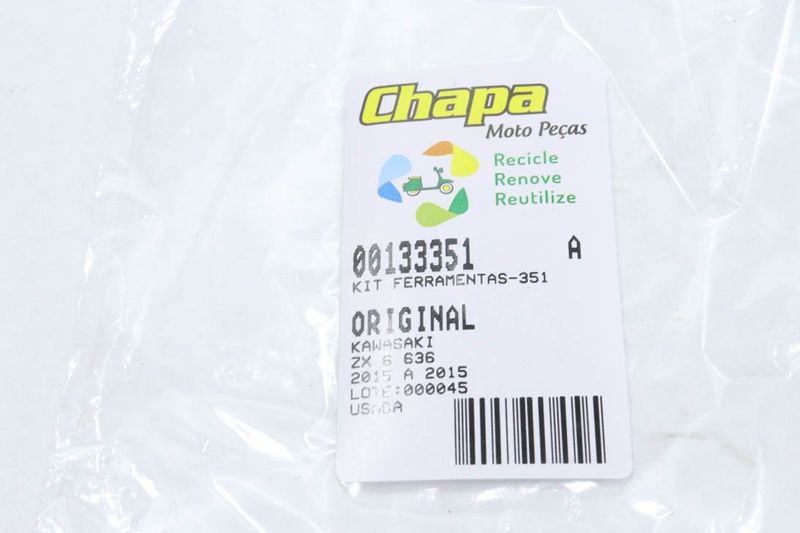 Chapa
Moto Peças
Recicle
Renove
Reutilize
00133351 A
KIT FERRAMENTAS-351
ORIGINAL
KAWASAKI
ZX 6 636
2015 A 2015
LOTE:000045
USADA